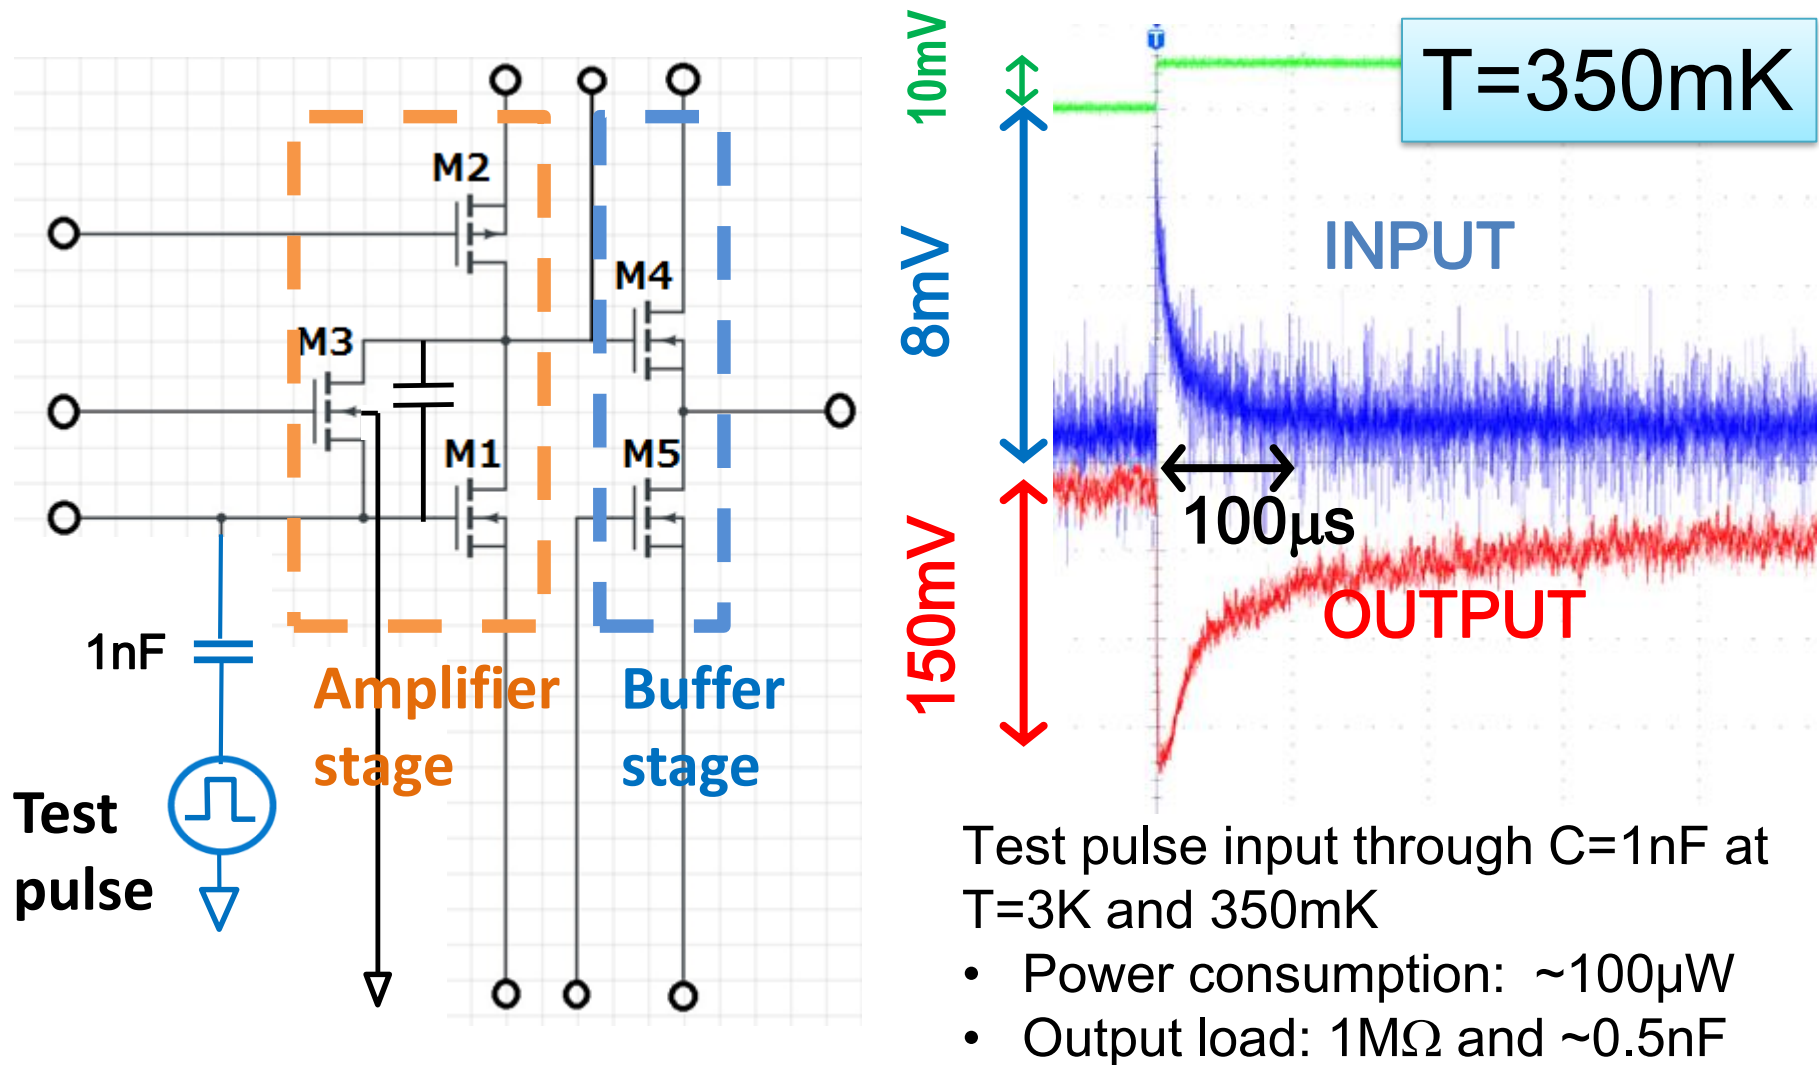 M2
M4
M3
M1
M5
1nF
Amplifier
stage
Buffer
stage
Test
pulse
10mV
T
T=350mK
8mV
INPUT
100µs
150mV
OUTPUT
Test pulse input through C=1nF at
T=3K and 350mK
• Power consumption: ~100µW
• Output load: 1MΩ and ~0.5nF